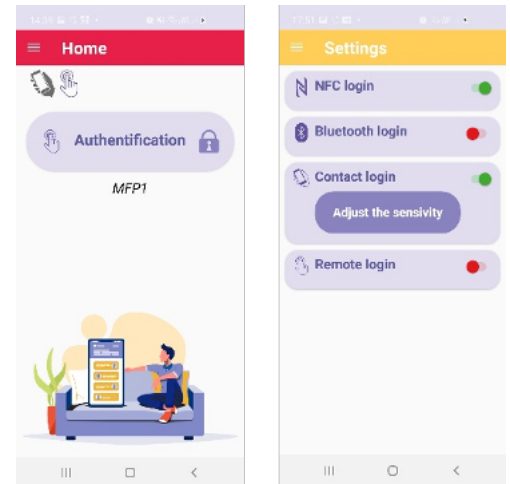 Home
Authentification
MFP1
Settings
NFC login
Bluetooth login
Contact login
Adjust the sensivity
Remote login